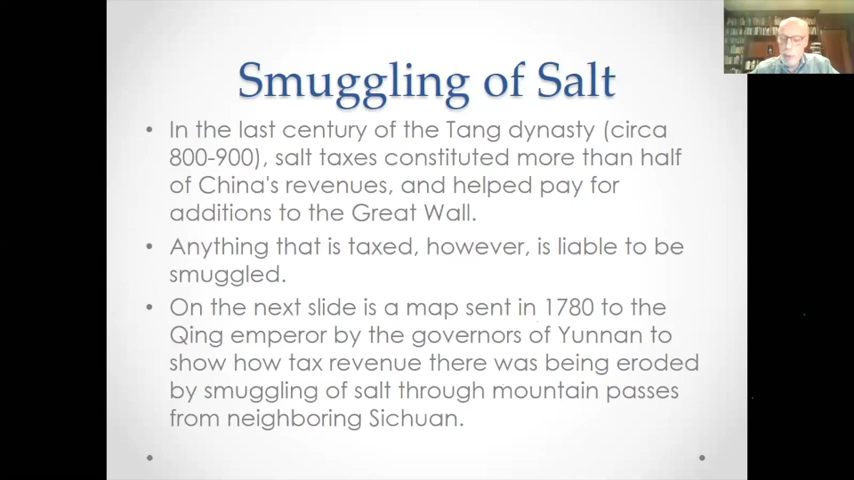 Smuggling of Salt
• In the last century of the Tang dynasty (circa
800-900), salt taxes constituted more than half
of China's revenues, and helped pay for
additions to the Great Wall.
• Anything that is taxed, however, is liable to be
smuggled.
• On the next slide is a map sent in 1780 to the
Qing emperor by the governors of Yunnan to
show how tax revenue there was being eroded
by smuggling of salt through mountain passes
from neighboring Sichuan.